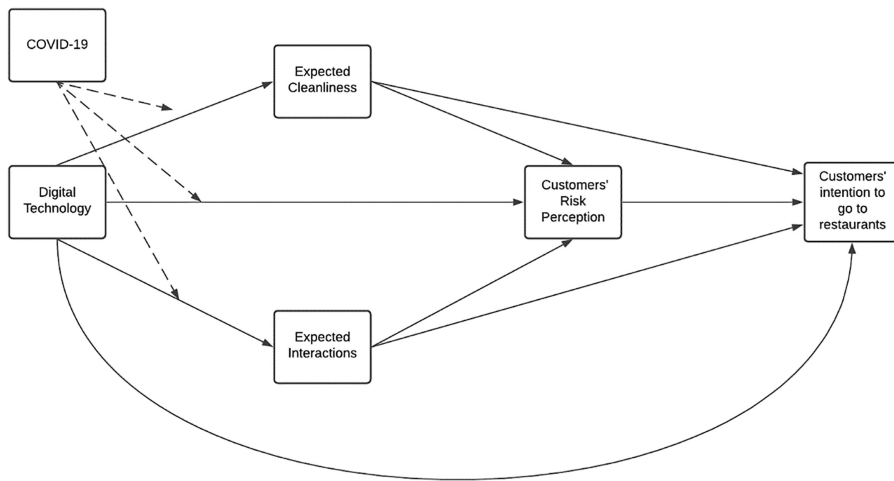 COVID-19
Expected
Cleanliness
Digital
Technology
Customers'
Risk
Perception
Customers'
intention to
go to
restaurants
Expected
Interactions